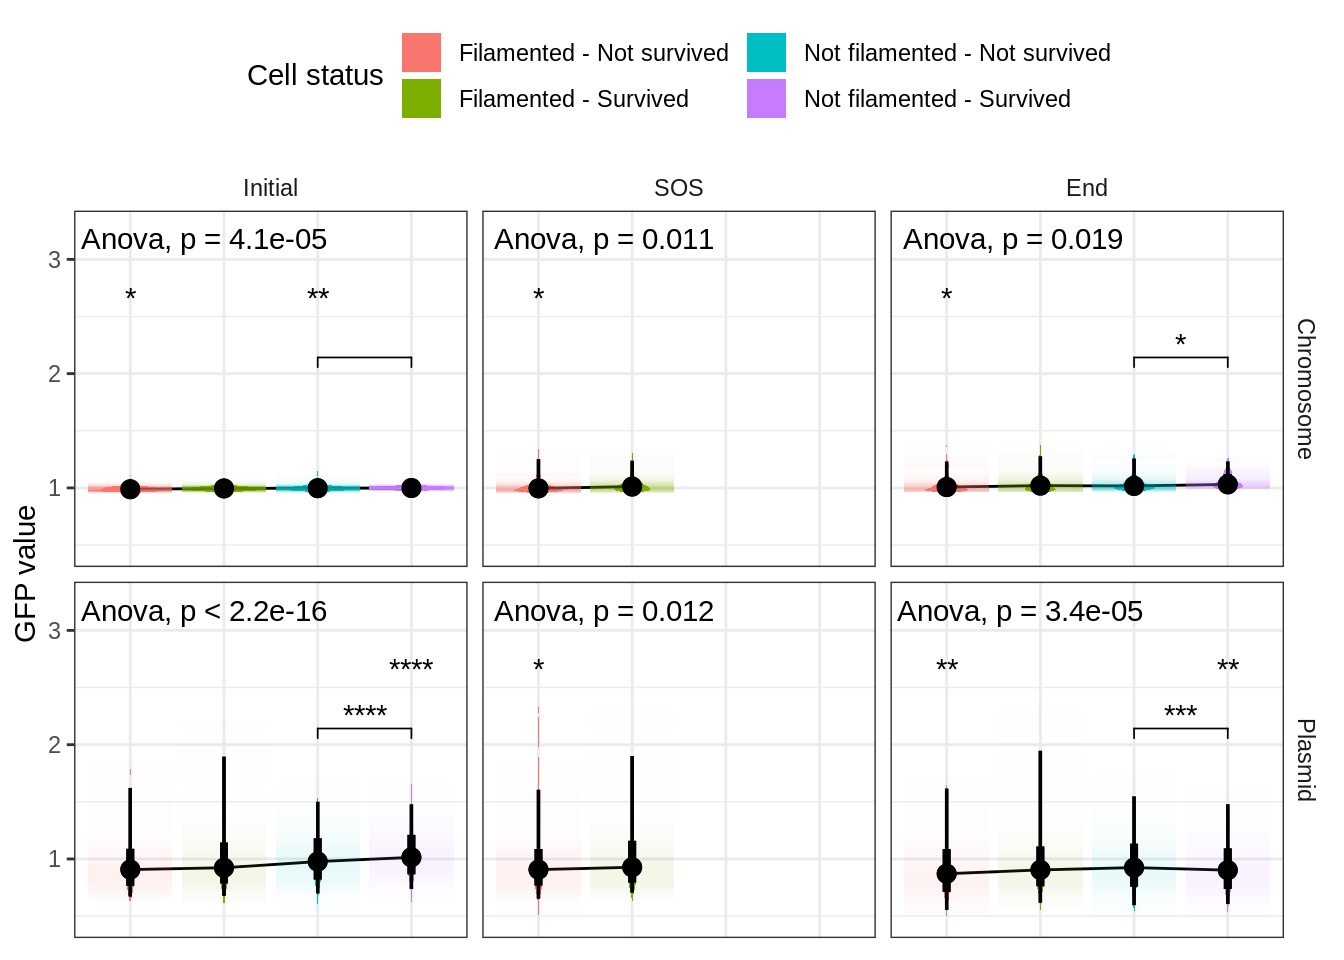 Cell status
Filamented - Not survived
Filamented - Survived
Not filamented - Not survived
Not filamented - Survived
Initial
SOS
End
Anova, p = 4.1e-05
Anova, p = 0.011
Anova, p = 0.019
3
2
1
*
**
*
*
*
Chromosome
GFP value
Anova, p < 2.2e-16
Anova, p = 0.012
Anova, p = 3.4e-05
3
2
1
****
****
*
**
**
***
Plasmid